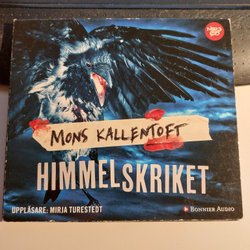 MONS KALLENTOFT
HIMMELSKRIKET
UPPLÄSARE: MIRJA TURESTEDT
BONNIER AUDIO